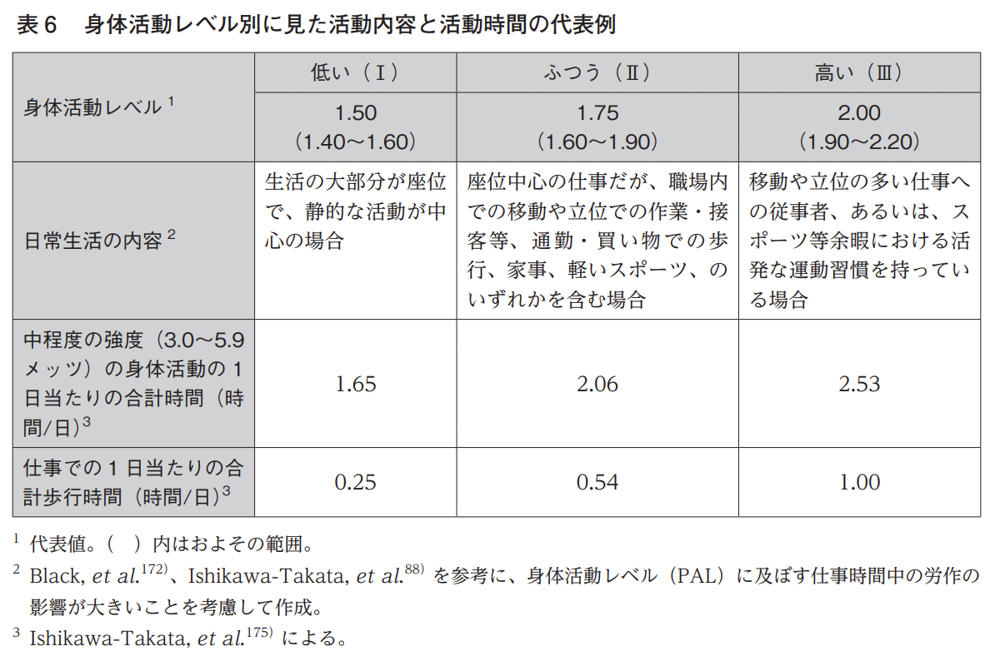 表6 身体活動レベル別に見た活動内容と活動時間の代表例
身体活動レベル1
低い（Ⅰ）
ふつう（Ⅱ）
高い（Ⅲ）
1.50
（1.40〜1.60）
1.75
（1.60〜1.90）
2.00
（1.90〜2.20）
日常生活の内容2
生活の大部分が座位
で、静的な活動が中
心の場合
座位中心の仕事だが、職場内
での移動や立位での作業・接
客等、通勤・買い物での歩
行、家事、軽いスポーツ、の
いずれかを含む場合
移動や立位の多い仕事へ
の従事者、あるいは、ス
ポーツ等余暇における活
発な運動習慣を持ってい
る場合
中程度の強度（3.0〜5.9
メッツ）の身体活動の1
日当たりの合計時間（時
間/日）3
1.65
2.06
2.53
仕事での1日当たりの合
計歩行時間（時間/日）3
0.25
0.54
1.00
1 代表値。（ ）内はおよその範囲。
2 Black, et al.172）、Ishikawa-Takata, et al.88）を参考に、身体活動レベル（PAL）に及ぼす仕事時間中の労作の
影響が大きいことを考慮して作成。
3 Ishikawa-Takata, et al.175）による。